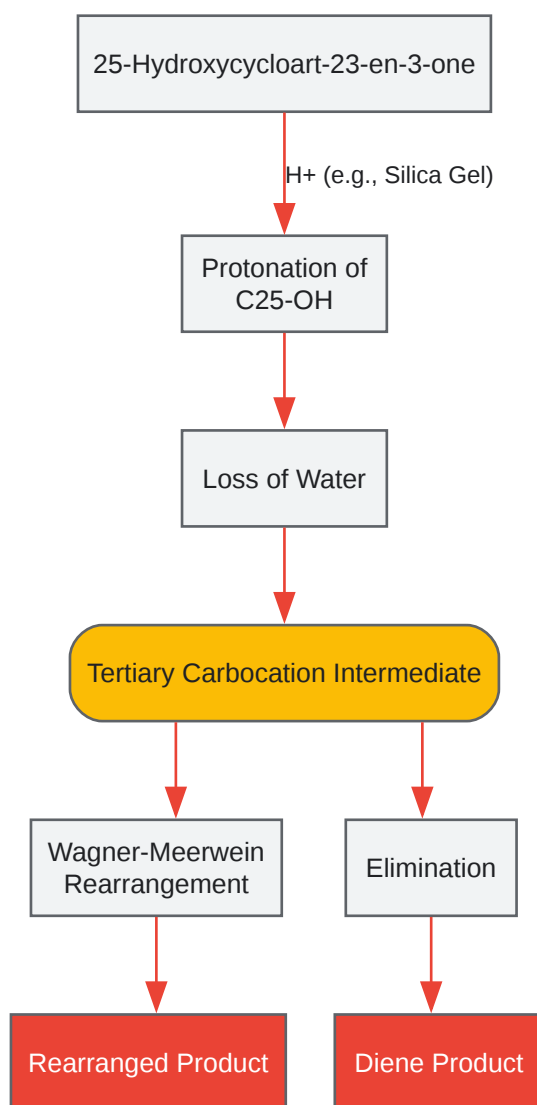 25-Hydroxycycloart-23-en-3-one
H+ (e.g., Silica Gel)
Protonation of
C25-OH
Loss of Water
Tertiary Carbocation Intermediate
Wagner-Meerwein
Rearrangement
Elimination
Rearranged Product
Diene Product